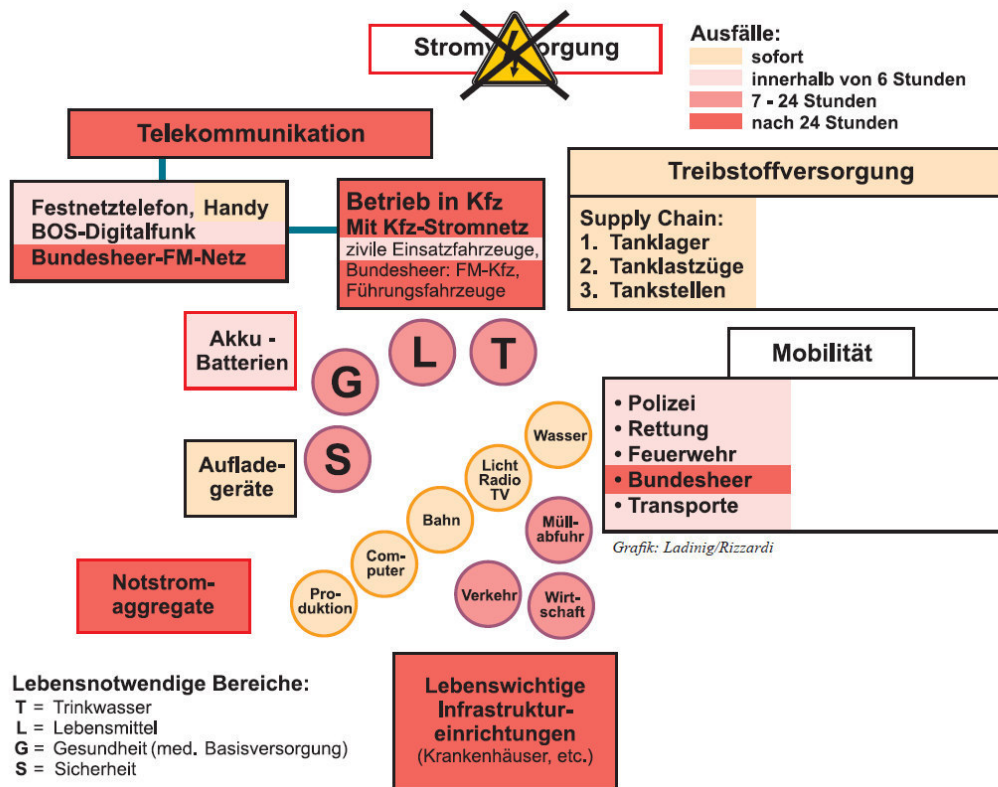 Stromversorgung
Ausfälle:
sofort
innerhalb von 6 Stunden
7 - 24 Stunden
nach 24 Stunden
Telekommunikation
Festnetztelefon, Handy
BOS-Digitalfunk
Bundesheer-FM-Netz
Betrieb in Kfz
Mit Kfz-Stromnetz
zivile Einsatzfahrzeuge,
Bundesheer: FM-Kfz,
Führungsfahrzeuge
Treibstoffversorgung
Supply Chain:
1. Tanklager
2. Tanklastzüge
3. Tankstellen
Akku -
Batterien
G
L
T
S
Auflade-
geräte
Mobilität
• Polizei
• Rettung
• Feuerwehr
• Bundesheer
• Transporte
Grafik: Ladinig/Rizzardi
Wasser
Licht
Radio
TV
Bahn
Com-
puter
Pro-
duktion
Müll-
abfuhr
Verkehr
Wirt-
schaft
Notstrom-
aggregate
Lebenswichtige
Infrastruktur-
einrichtungen
(Krankenhäuser, etc.)
Lebensnotwendige Bereiche:
T = Trinkwasser
L = Lebensmittel
G = Gesundheit (med. Basisversorgung)
S = Sicherheit